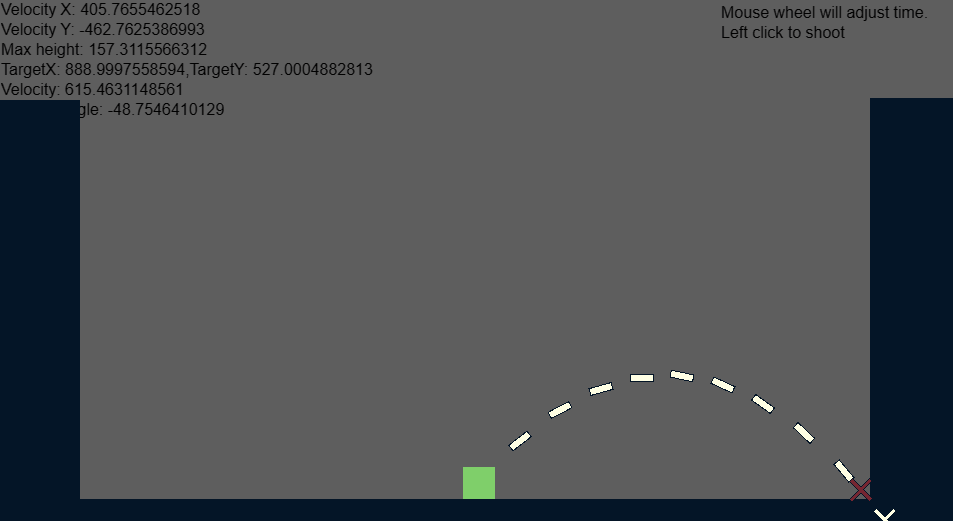 Velocity X: 405.7655462518
Velocity Y: -462.7625386993
Max height: 157.3115566312
TargetX: 888.9997558594,TargetY: 527.0004882813
Velocity: 615.4631148561
gle: -48.7546410129
Mouse wheel will adjust time.
Left click to shoot